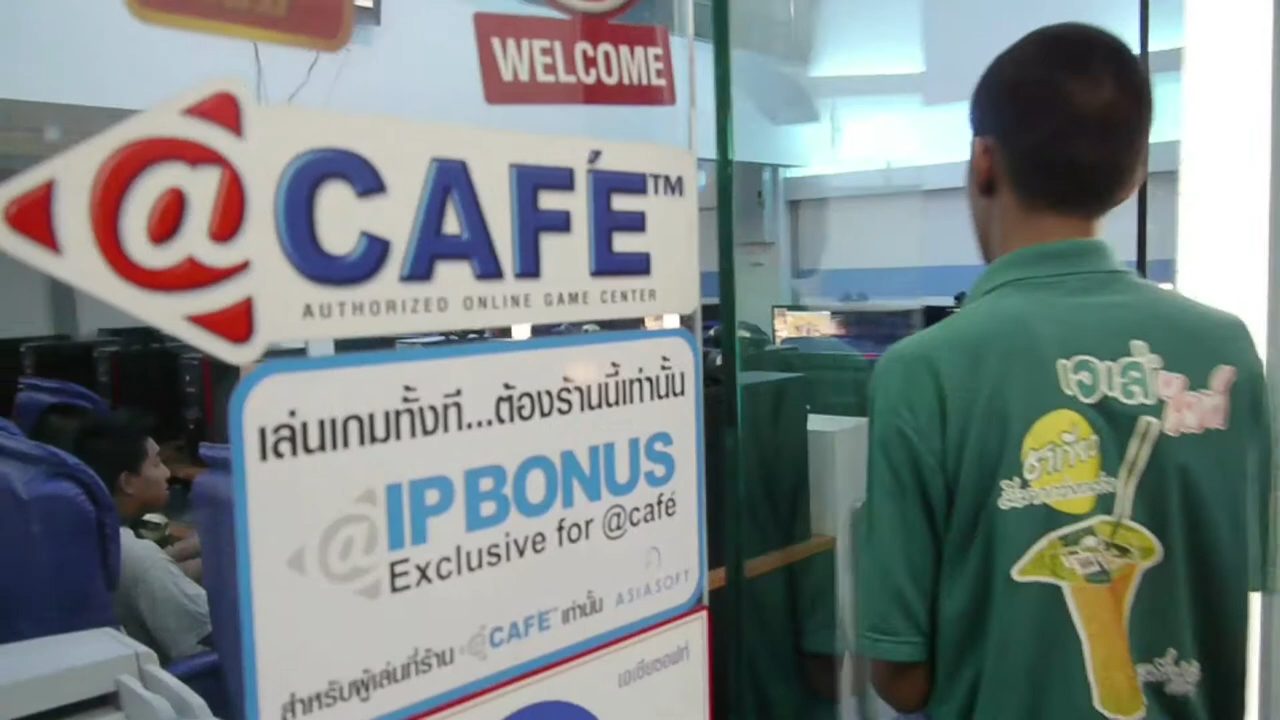 WELCOME
@CAFÉ™
AUTHORIZED ONLINE GAME CENTER
เล่นเกมทั้งที...ต้องร้านนี้เท่านั้น
@IPBONUS
Exclusive for @café
ASIASOFT
สำหรับผู้เล่นที่ร้าน @CAFÉ เท่านั้น
เอเชียซอฟท์